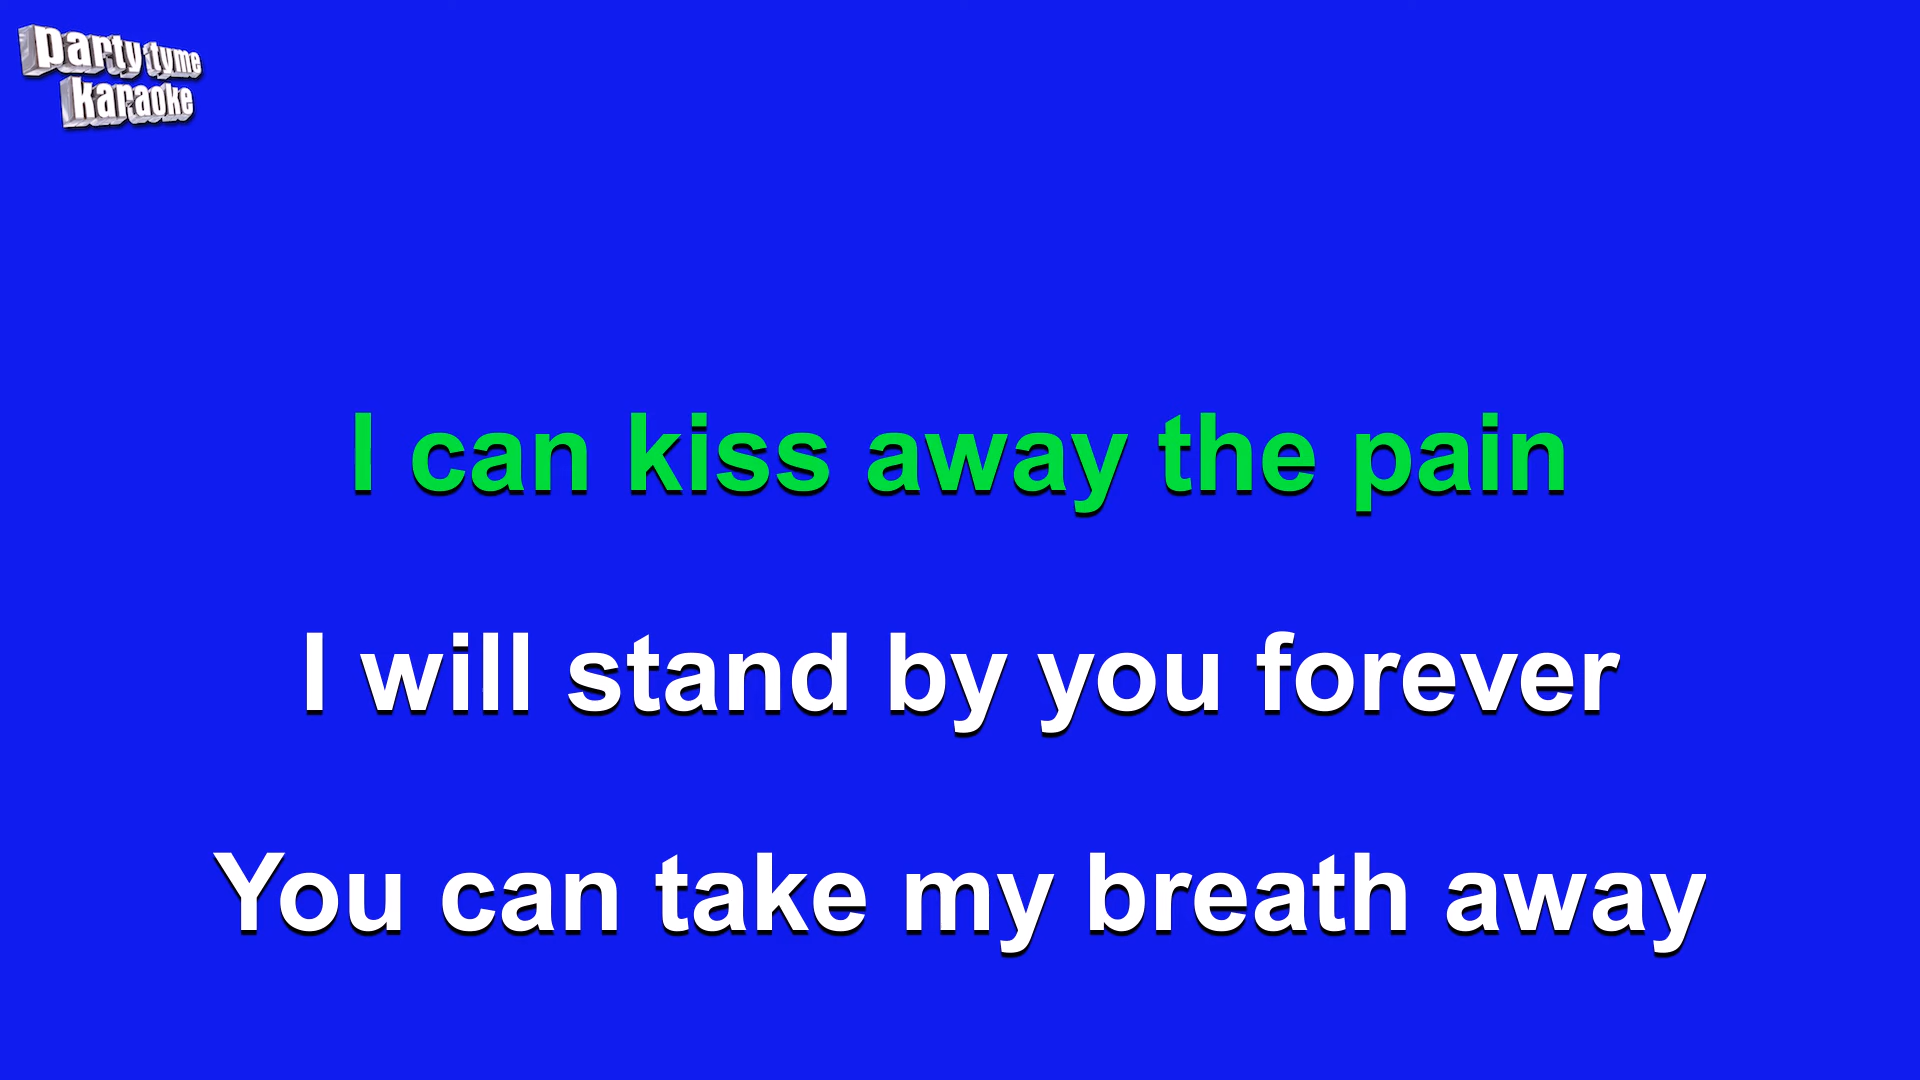 party tyme
karaoke
I can kiss away the pain
I will stand by you forever
You can take my breath away